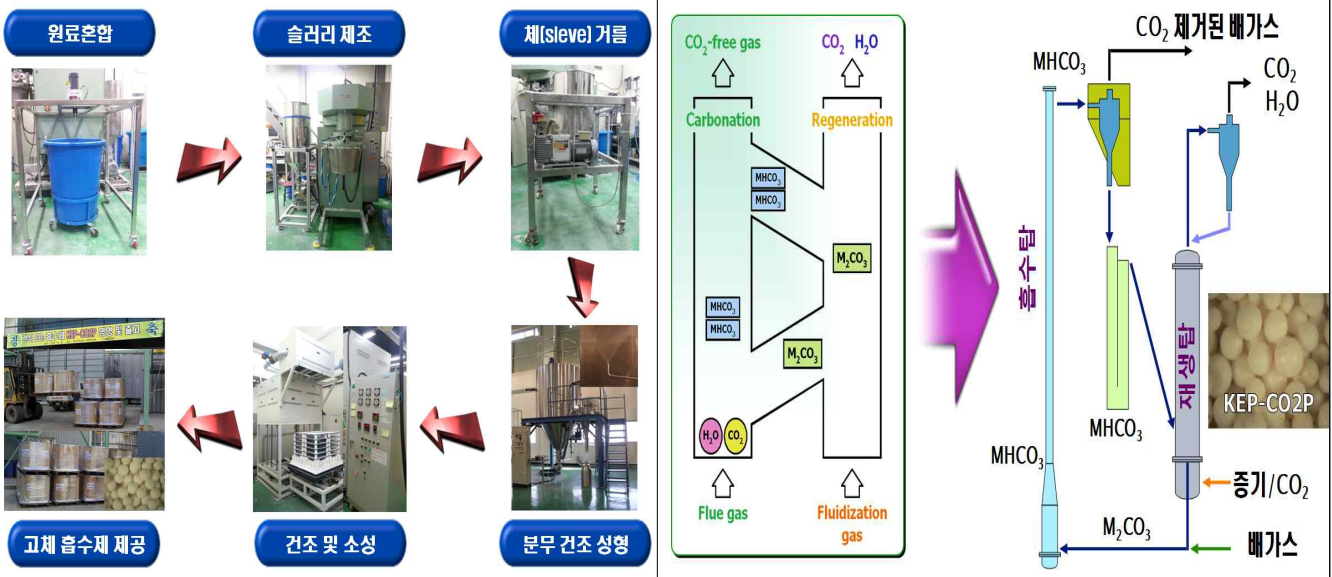 원료혼합
슬러리 제조
체(sieve) 거름
KEP-CO2P
고체 흡수제 제공
건조 및 소성
분무 건조 성형
CO₂-free gas
CO₂ H₂O
Carbonation
Regeneration
MHCO₃
MHCO₃
M₂CO₃
MHCO₃
MHCO₃
M₂CO₃
H₂O
CO₂
Flue gas
Fluidization
gas
CO₂ 제거된 배가스
MHCO₃
CO₂
H₂O
흡수탑
재생탑
KEP-CO2P
MHCO₃
MHCO₃
증기/CO₂
M₂CO₃
배가스